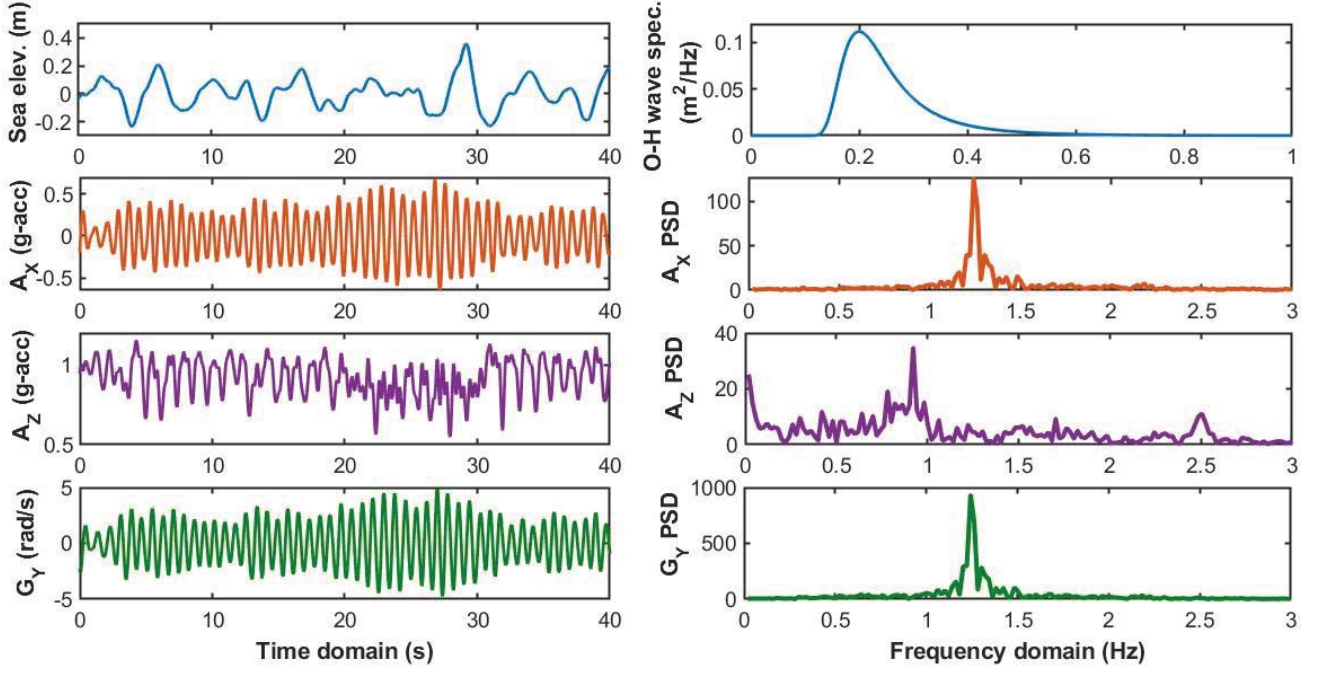 Sea elev. (m)
0.4
0.2
0
-0.2
0 10 20 30 40
O-H wave spec.
(m²/Hz)
0.1
0.05
0
0 0.2 0.4 0.6 0.8 1
A_X (g-acc)
0.5
0
-0.5
0 10 20 30 40
A_X PSD
100
50
0
0 0.5 1 1.5 2 2.5 3
A_Z (g-acc)
1
0.5
0 10 20 30 40
A_Z PSD
40
20
0
0 0.5 1 1.5 2 2.5 3
G_Y (rad/s)
5
0
-5
0 10 20 30 40
Time domain (s)
G_Y PSD
1000
500
0
0 0.5 1 1.5 2 2.5 3
Frequency domain (Hz)